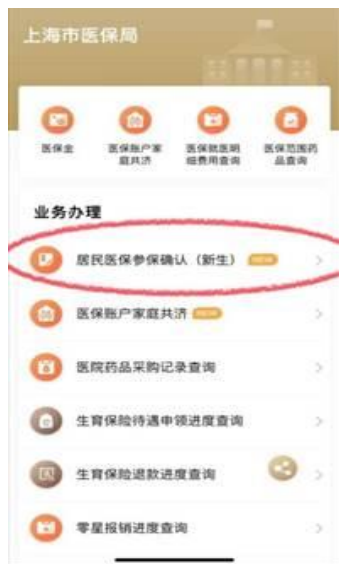 上海市医保局
医保金
医保账户家
庭共济
医保就医明
细费用查询
医保范围药
品查询
业务办理
居民医保参保确认（新生） NEW
医保账户家庭共济 NEW
医院药品采购记录查询
生育保险待遇申领进度查询
生育保险退款进度查询
零星报销进度查询